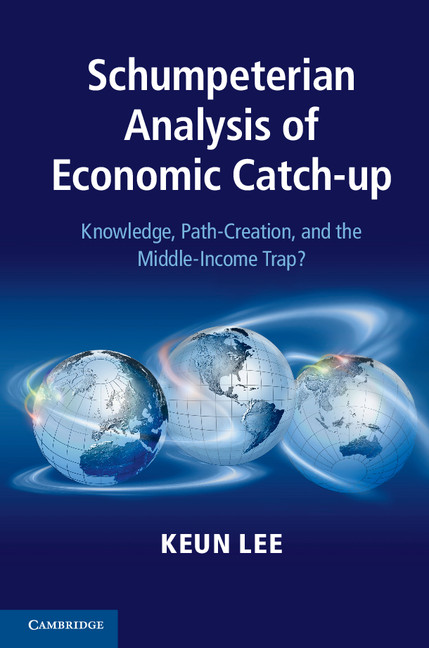 Schumpeterian
Analysis of
Economic Catch-up
Knowledge, Path-Creation, and the
Middle-Income Trap?
KEUN LEE
CAMBRIDGE